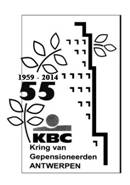 1959 - 2014
55
KBC
Kring van
Gepensioneerden
ANTWERPEN